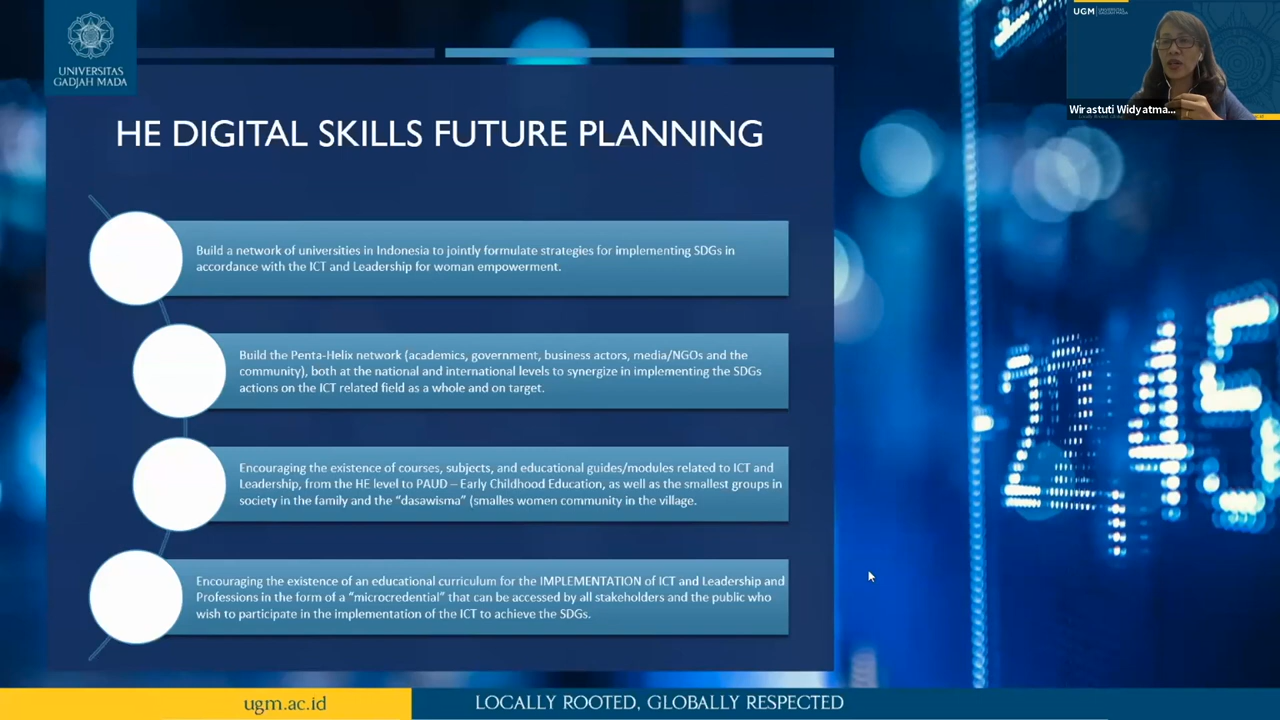 UNIVERSITAS
GADJAH MADA
UGM
UNIVERSITAS
GADJAH MADA
Wirastuti Widyatma...
HE DIGITAL SKILLS FUTURE PLANNING
Build a network of universities in Indonesia to jointly formulate strategies for implementing SDGs in
accordance with the ICT and Leadership for woman empowerment.
Build the Penta-Helix network (academics, government, business actors, media/NGOs and the
community), both at the national and international levels to synergize in implementing the SDGs
actions on the ICT related field as a whole and on target.
Encouraging the existence of courses, subjects, and educational guides/modules related to ICT and
Leadership, from the HE level to PAUD – Early Childhood Education, as well as the smallest groups in
society in the family and the “dasawisma” (smalles women community in the village.
Encouraging the existence of an educational curriculum for the IMPLEMENTATION of ICT and Leadership and
Professions in the form of a “microcredential” that can be accessed by all stakeholders and the public who
wish to participate in the implementation of the ICT to achieve the SDGs.
ugm.ac.id
LOCALLY ROOTED, GLOBALLY RESPECTED